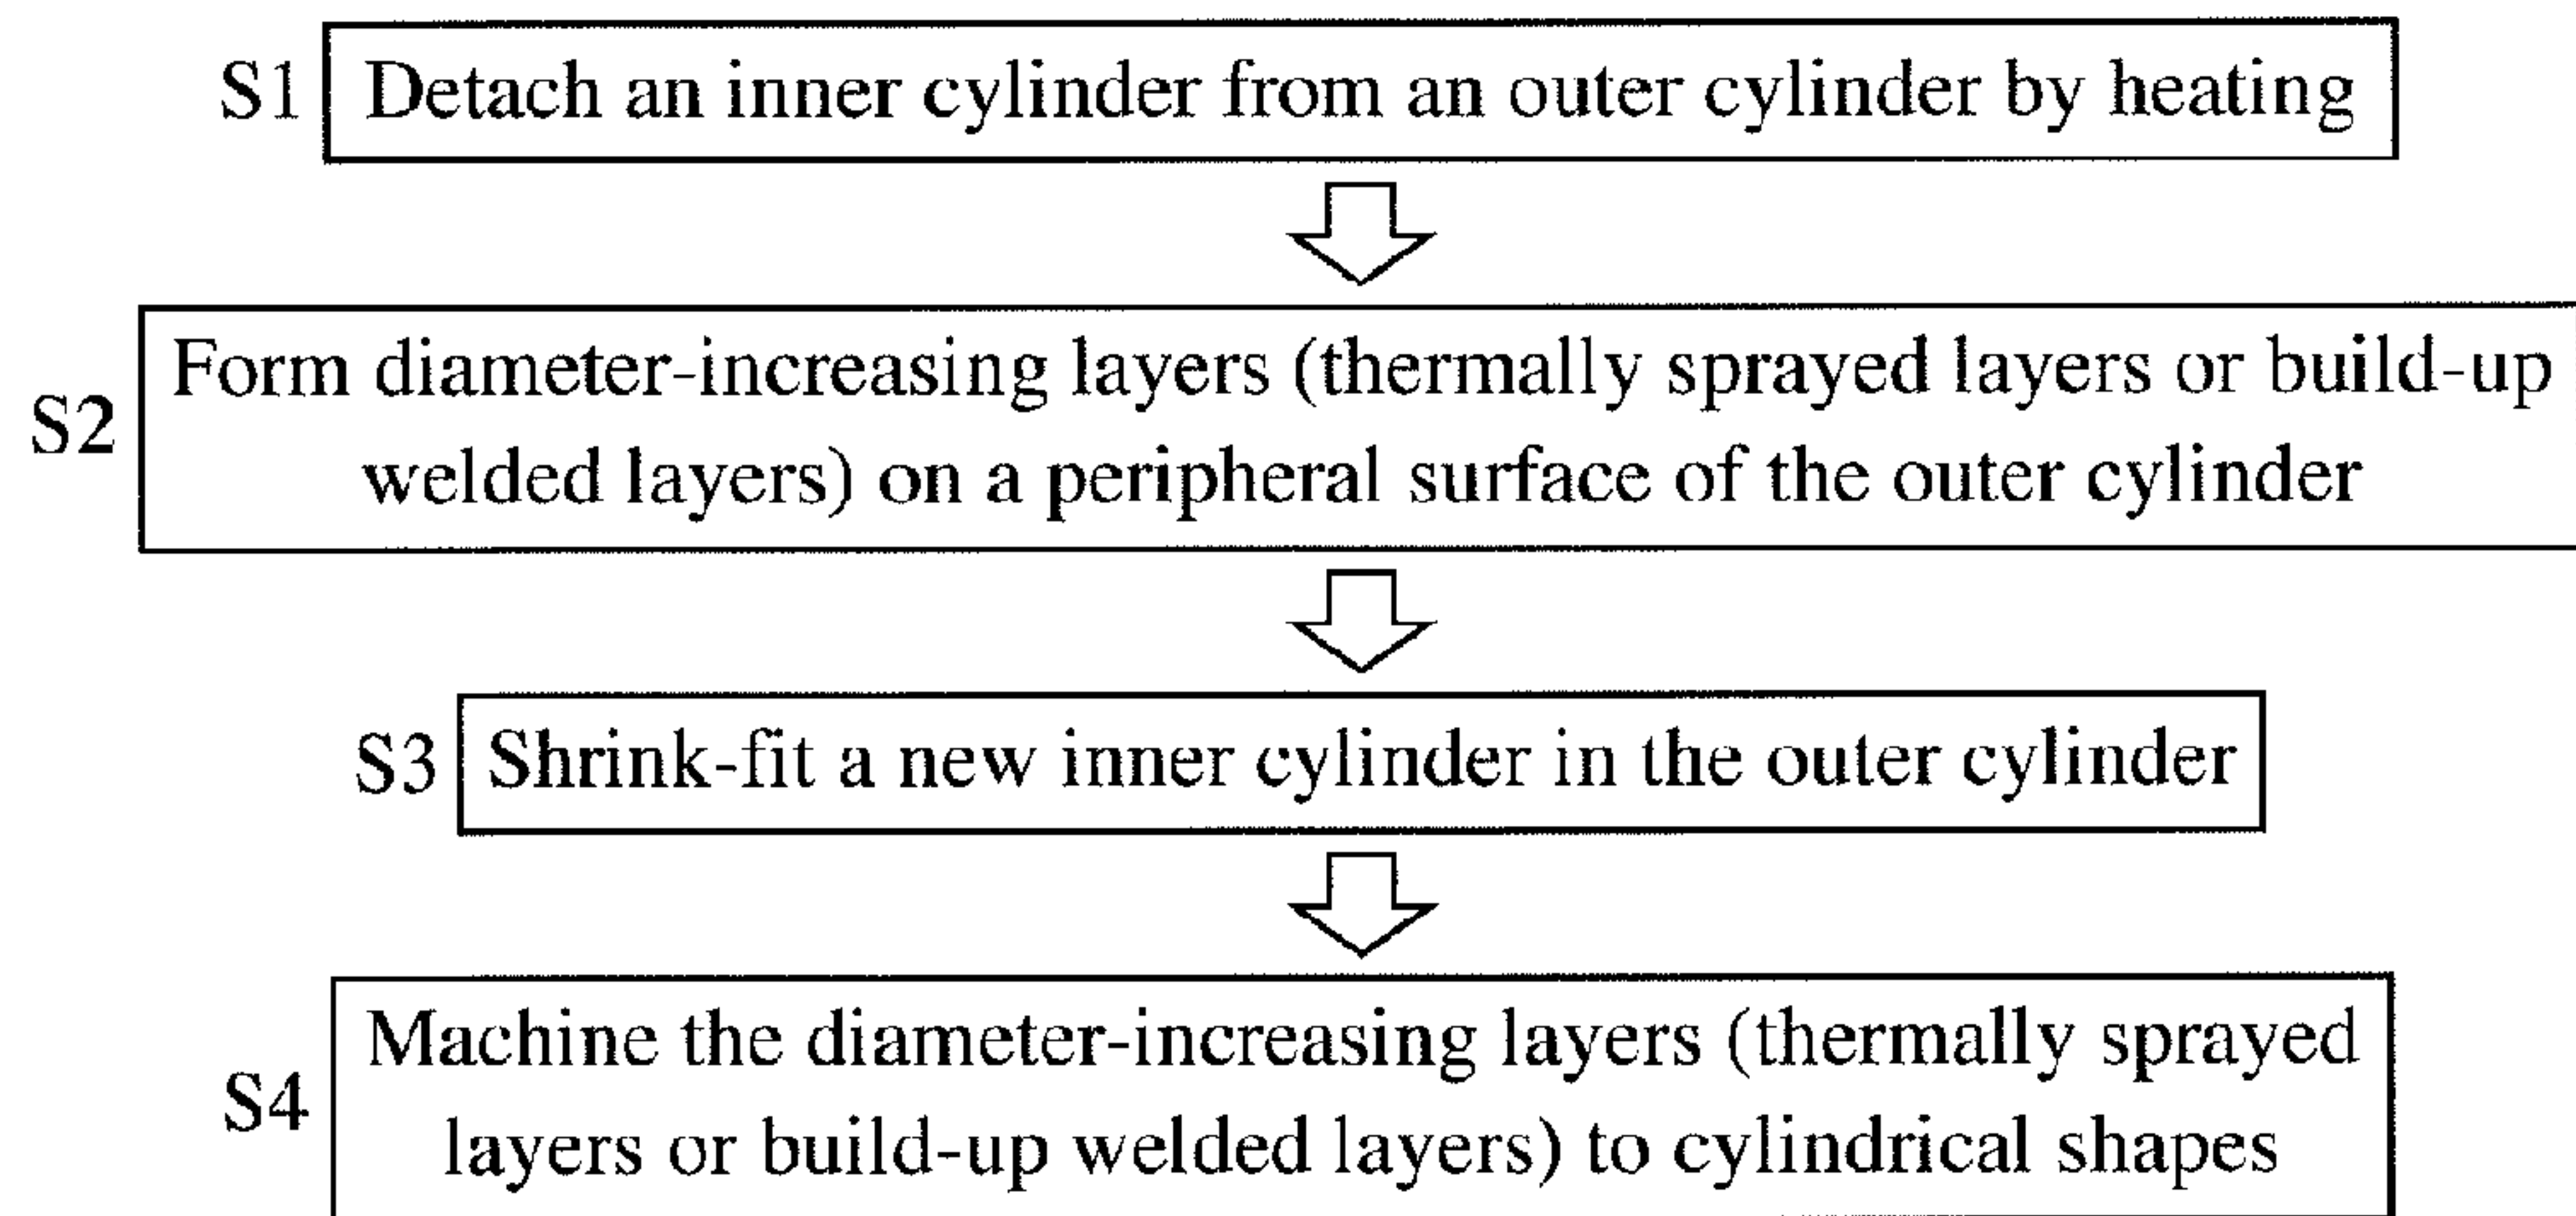 S1 Detach an inner cylinder from an outer cylinder by heating
Form diameter-increasing layers (thermally sprayed layers or build-up
S2
welded layers) on a peripheral surface of the outer cylinder
S3 Shrink-fit a new inner cylinder in the outer cylinder
Machine the diameter-increasing layers (thermally sprayed
S4
layers or build-up welded layers) to cylindrical shapes